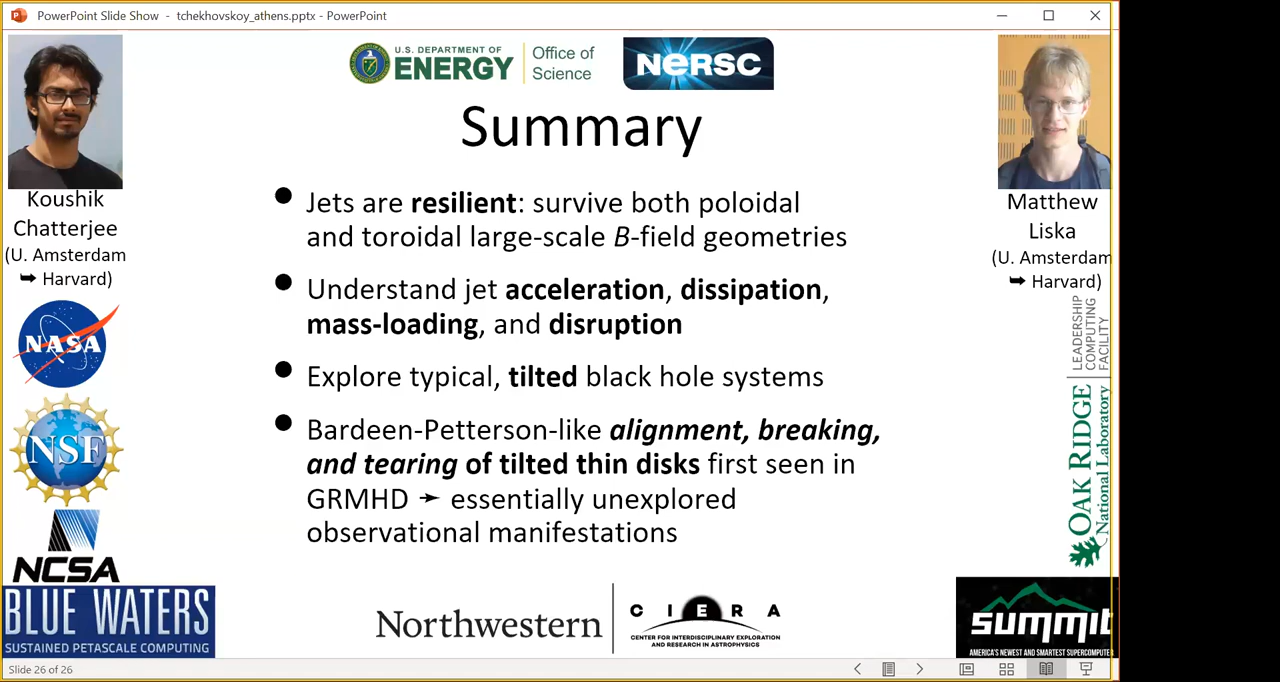 PowerPoint Slide Show - tchekhovskoy_athens.pptx - PowerPoint
U.S. DEPARTMENT OF
ENERGY
Office of
Science
NERSC
Summary
Koushik
Chatterjee
(U. Amsterdam
➥ Harvard)
Matthew
Liska
(U. Amsterdam
➥ Harvard)
● Jets are resilient: survive both poloidal
and toroidal large-scale B-field geometries
● Understand jet acceleration, dissipation,
mass-loading, and disruption
● Explore typical, tilted black hole systems
● Bardeen-Petterson-like alignment, breaking,
and tearing of tilted thin disks first seen in
GRMHD ➛ essentially unexplored
observational manifestations
NASA
NSF
NCSA
BLUE WATERS
SUSTAINED PETASCALE COMPUTING
Northwestern
CIERA
CENTER FOR INTERDISCIPLINARY EXPLORATION
AND RESEARCH IN ASTROPHYSICS
OAK RIDGE
National Laboratory
LEADERSHIP
COMPUTING
FACILITY
summit
AMERICA'S NEWEST AND SMARTEST SUPERCOMPUTE
Slide 26 of 26